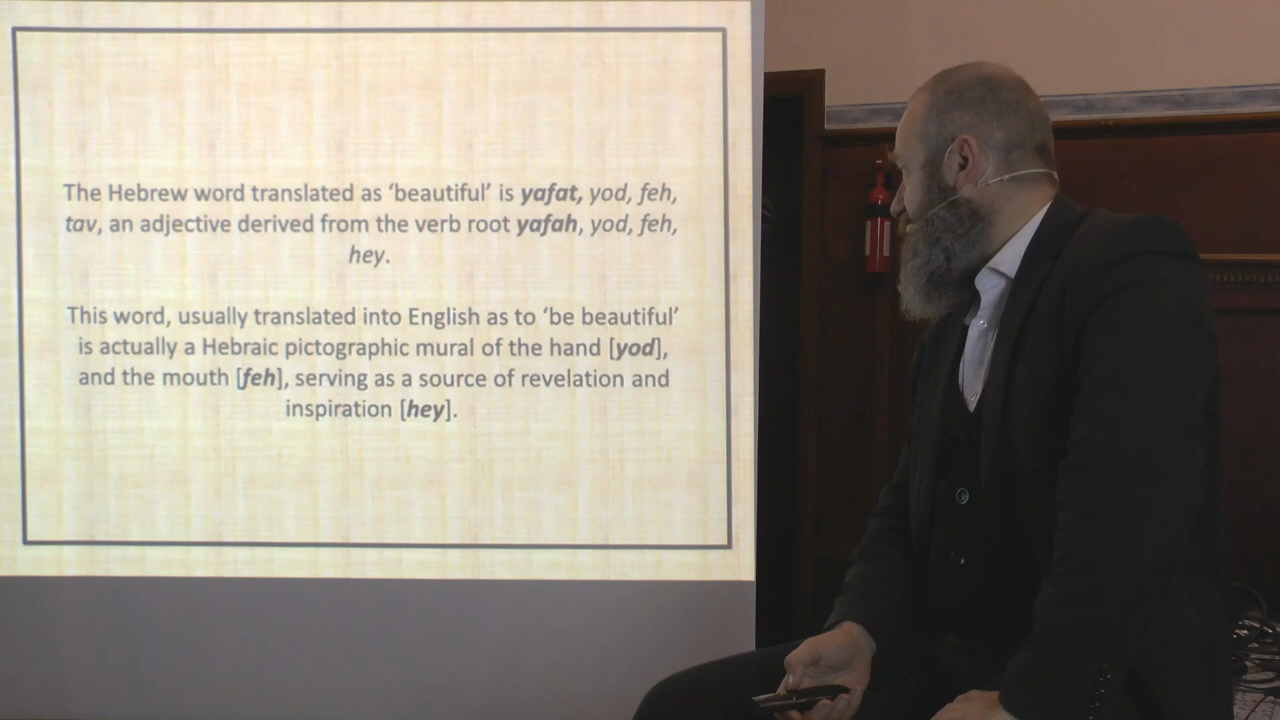 The Hebrew word translated as ‘beautiful’ is yafat, yod, feh,
tav, an adjective derived from the verb root yafah, yod, feh,
hey.
This word, usually translated into English as to ‘be beautiful’
is actually a Hebraic pictographic mural of the hand [yod],
and the mouth [feh], serving as a source of revelation and
inspiration [hey].